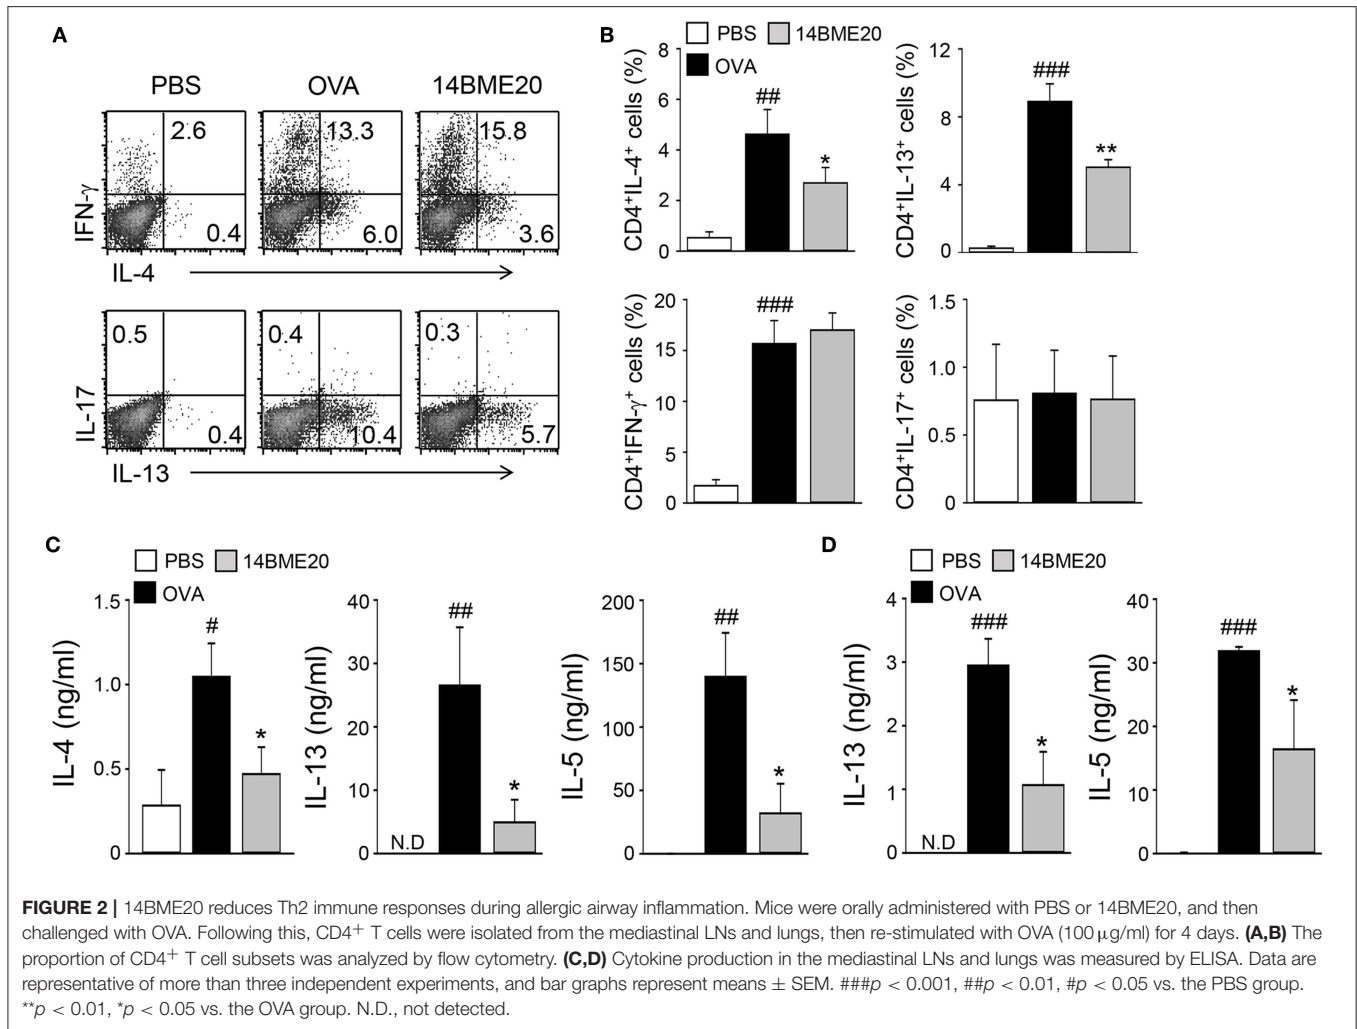 A
PBS OVA 14BME20
2.6 13.3 15.8
IFN-γ
0.4 6.0 3.6
IL-4
0.5 0.4 0.3
IL-17
0.4 10.4 5.7
IL-13
B
PBS 14BME20
OVA
CD4+IL-4+ cells (%)
8
6
4
2
0
##
*
CD4+IL-13+ cells (%)
12
8
4
0
###
**
CD4+IFN-γ+ cells (%)
20
15
10
5
0
###
CD4+IL-17+ cells (%)
1.5
1.0
0.5
0
C
PBS 14BME20
OVA
IL-4 (ng/ml)
1.5
1.0
0.5
0
#
*
IL-13 (ng/ml)
40
30
20
10
0
N.D
##
*
IL-5 (ng/ml)
200
150
100
50
0
##
*
D
PBS 14BME20
OVA
IL-13 (ng/ml)
4
3
2
1
0
N.D
###
*
IL-5 (ng/ml)
40
30
20
10
0
###
*
FIGURE 2 | 14BME20 reduces Th2 immune responses during allergic airway inflammation. Mice were orally administered with PBS or 14BME20, and then
challenged with OVA. Following this, CD4+ T cells were isolated from the mediastinal LNs and lungs, then re-stimulated with OVA (100 μg/ml) for 4 days. (A,B) The
proportion of CD4+ T cell subsets was analyzed by flow cytometry. (C,D) Cytokine production in the mediastinal LNs and lungs was measured by ELISA. Data are
representative of more than three independent experiments, and bar graphs represent means ± SEM. ###p < 0.001, ##p < 0.01, #p < 0.05 vs. the PBS group.
**p < 0.01, *p < 0.05 vs. the OVA group. N.D., not detected.